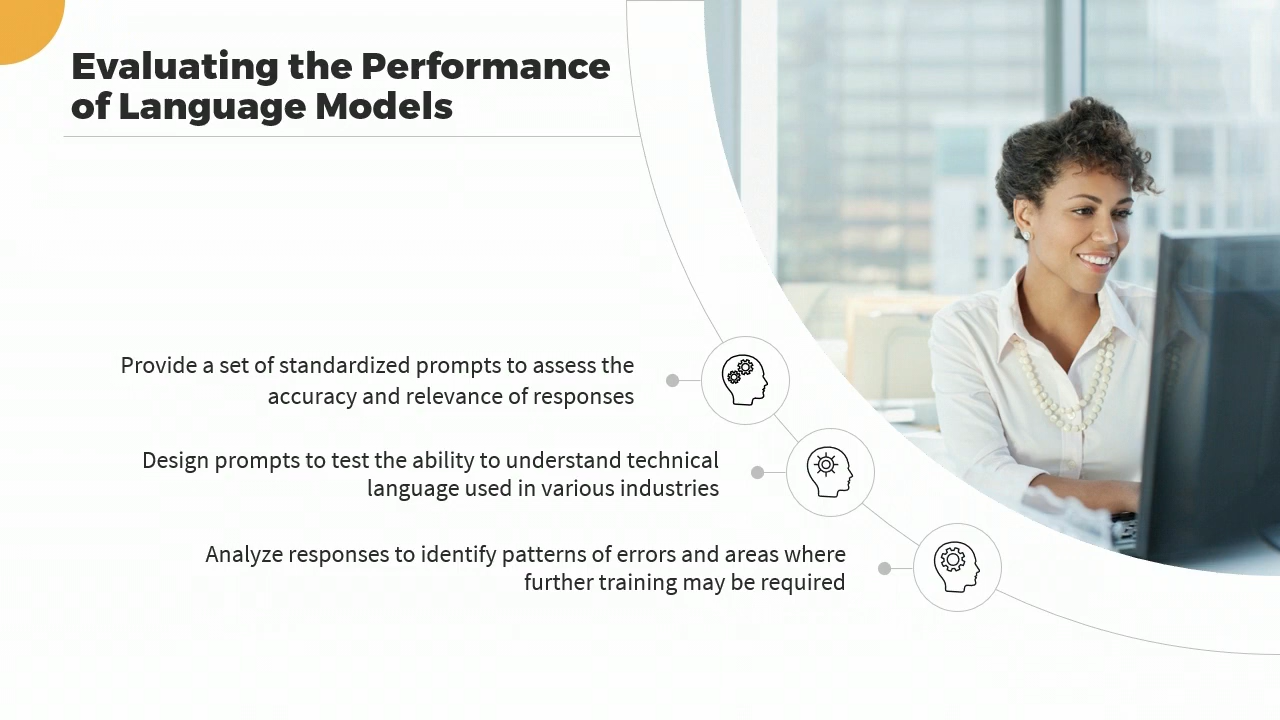 Evaluating the Performance
of Language Models
Provide a set of standardized prompts to assess the
accuracy and relevance of responses
Design prompts to test the ability to understand technical
language used in various industries
Analyze responses to identify patterns of errors and areas where
further training may be required